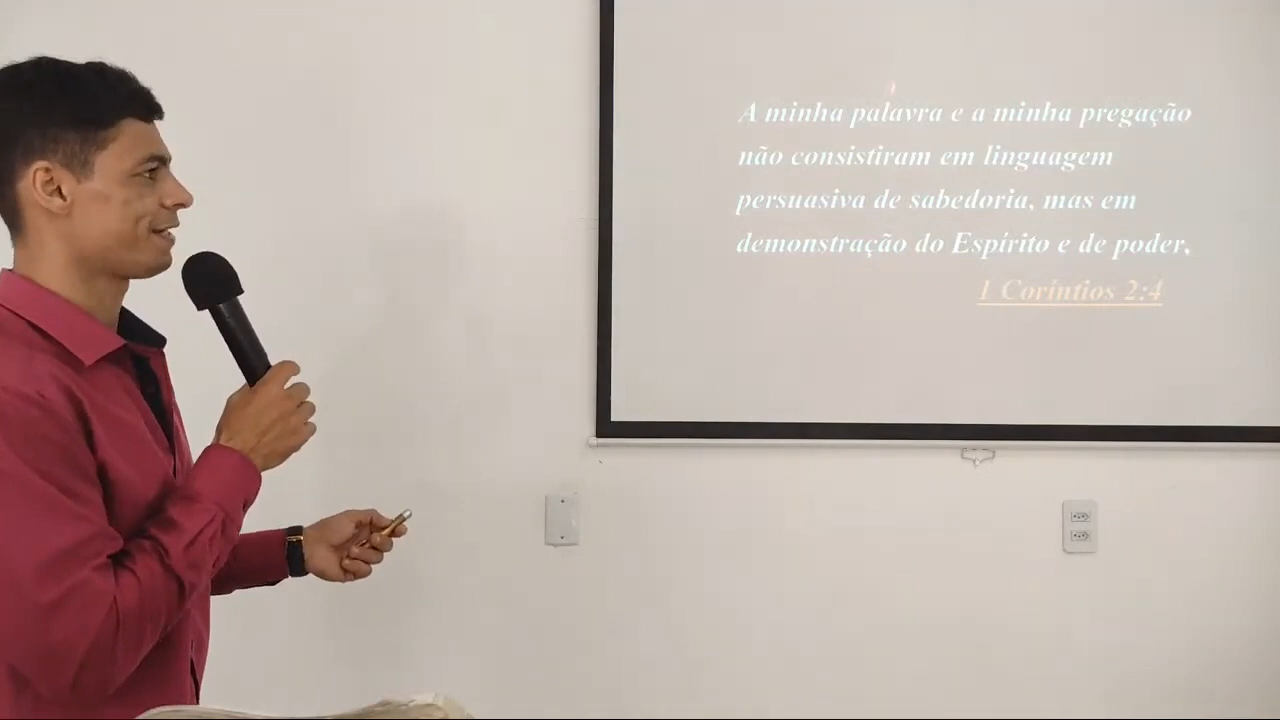 A minha palavra e a minha pregação
não consistiram em linguagem
persuasiva de sabedoria, mas em
demonstração do Espírito e de poder,
1 Coríntios 2:4